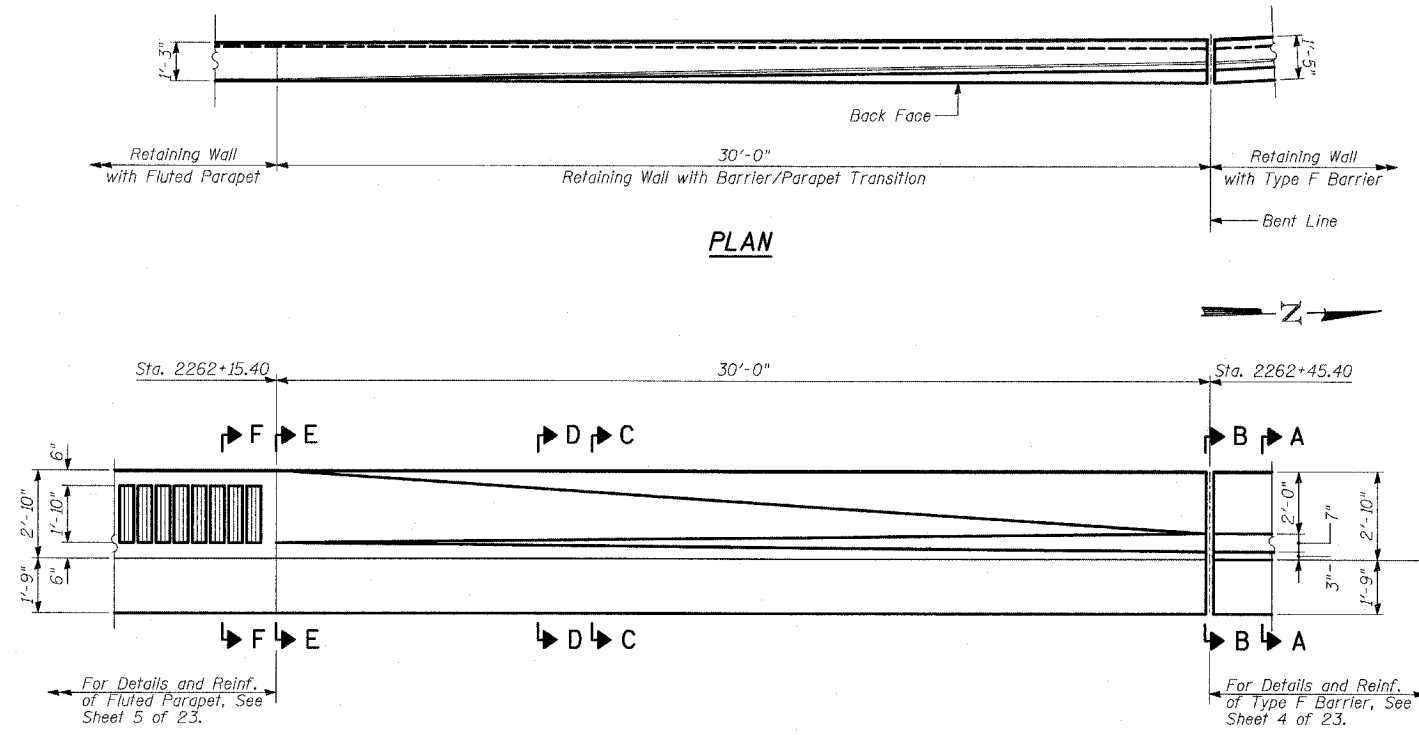 1'-3"
1'-5"
Back Face
Retaining Wall
with Fluted Parapet
30'-0"
Retaining Wall with Barrier/Parapet Transition
Retaining Wall
with Type F Barrier
Bent Line
PLAN
Z
Sta. 2262+15.40
30'-0"
Sta. 2262+45.40
F
E
D
C
B
A
6"
2'-10"
1'-10"
6"
1'-9"
2'-0"
7"
3"
2'-10"
1'-9"
F
E
D
C
B
A
For Details and Reinf.
of Fluted Parapet, See
Sheet 5 of 23.
For Details and Reinf.
of Type F Barrier, See
Sheet 4 of 23.